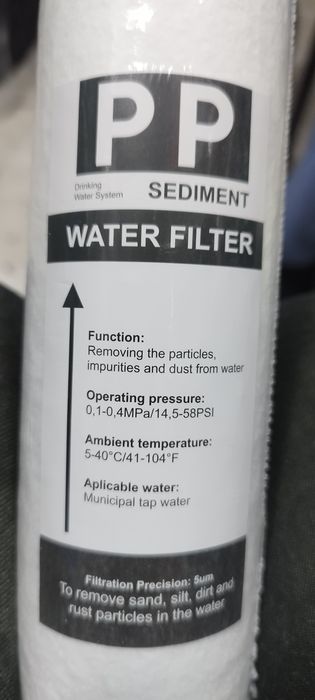 PP
Drinking
Water System
SEDIMENT
WATER FILTER
Function:
Removing the particles,
impurities and dust from water
Operating pressure:
0,1-0,4MPa/14,5-58PSI
Ambient temperature:
5-40°C/41-104°F
Aplicable water:
Municipal tap water
Filtration Precision: 5um
To remove sand, silt, dirt and
rust particles in the water